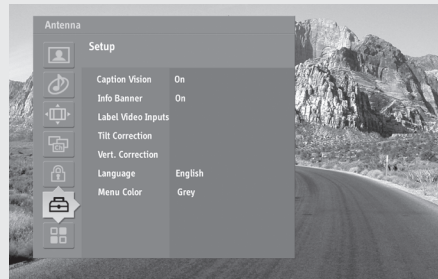 Antenna
Setup
Caption Vision On
Info Banner On
Label Video Inputs
Tilt Correction
Vert. Correction
Language English
Menu Color Grey